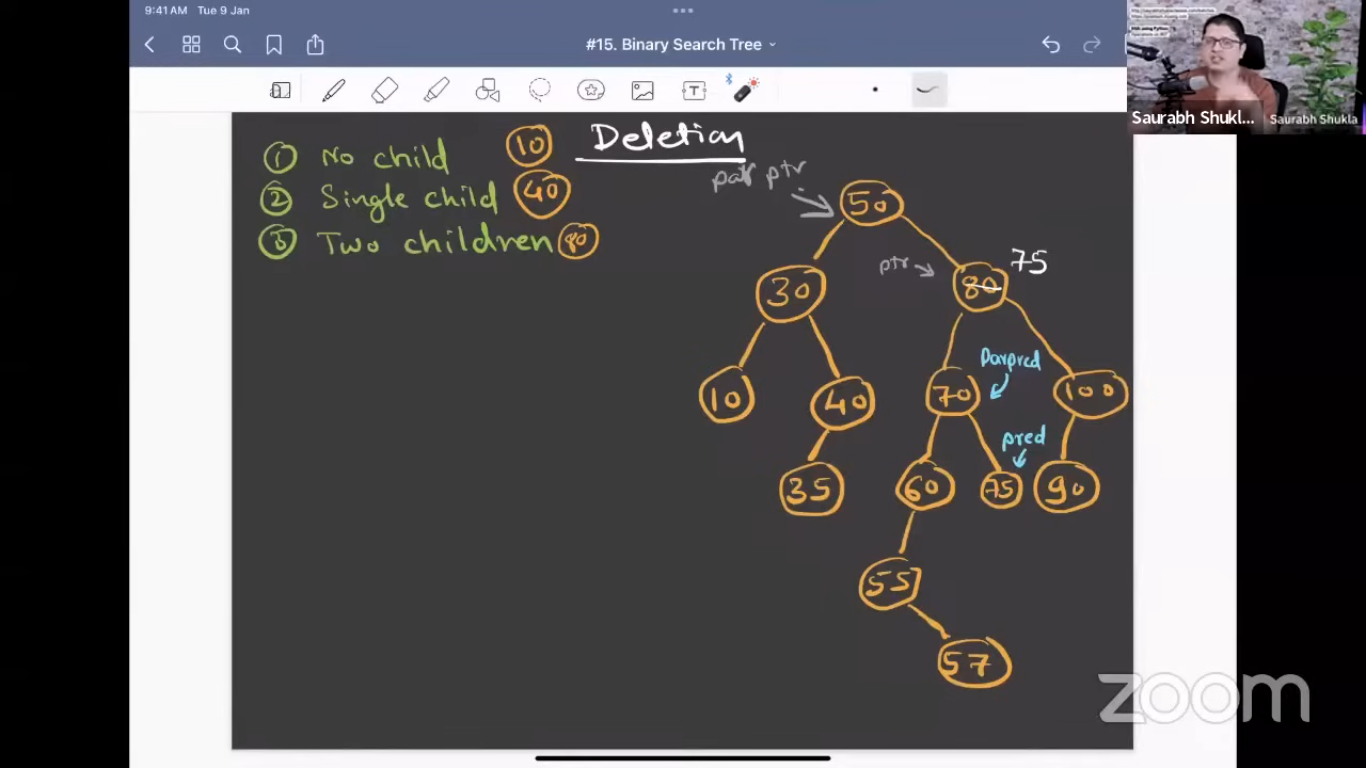 9:41 AM Tue 9 Jan
#15. Binary Search Tree
T
Saurabh Shukl...
Saurabh Shukla
Deletion
① No child 10
② Single child 40
③ Two children 80
par ptr
50
ptr
75
30
80
Parpred
10
40
70
100
pred
35
60
75
90
55
57
zoom